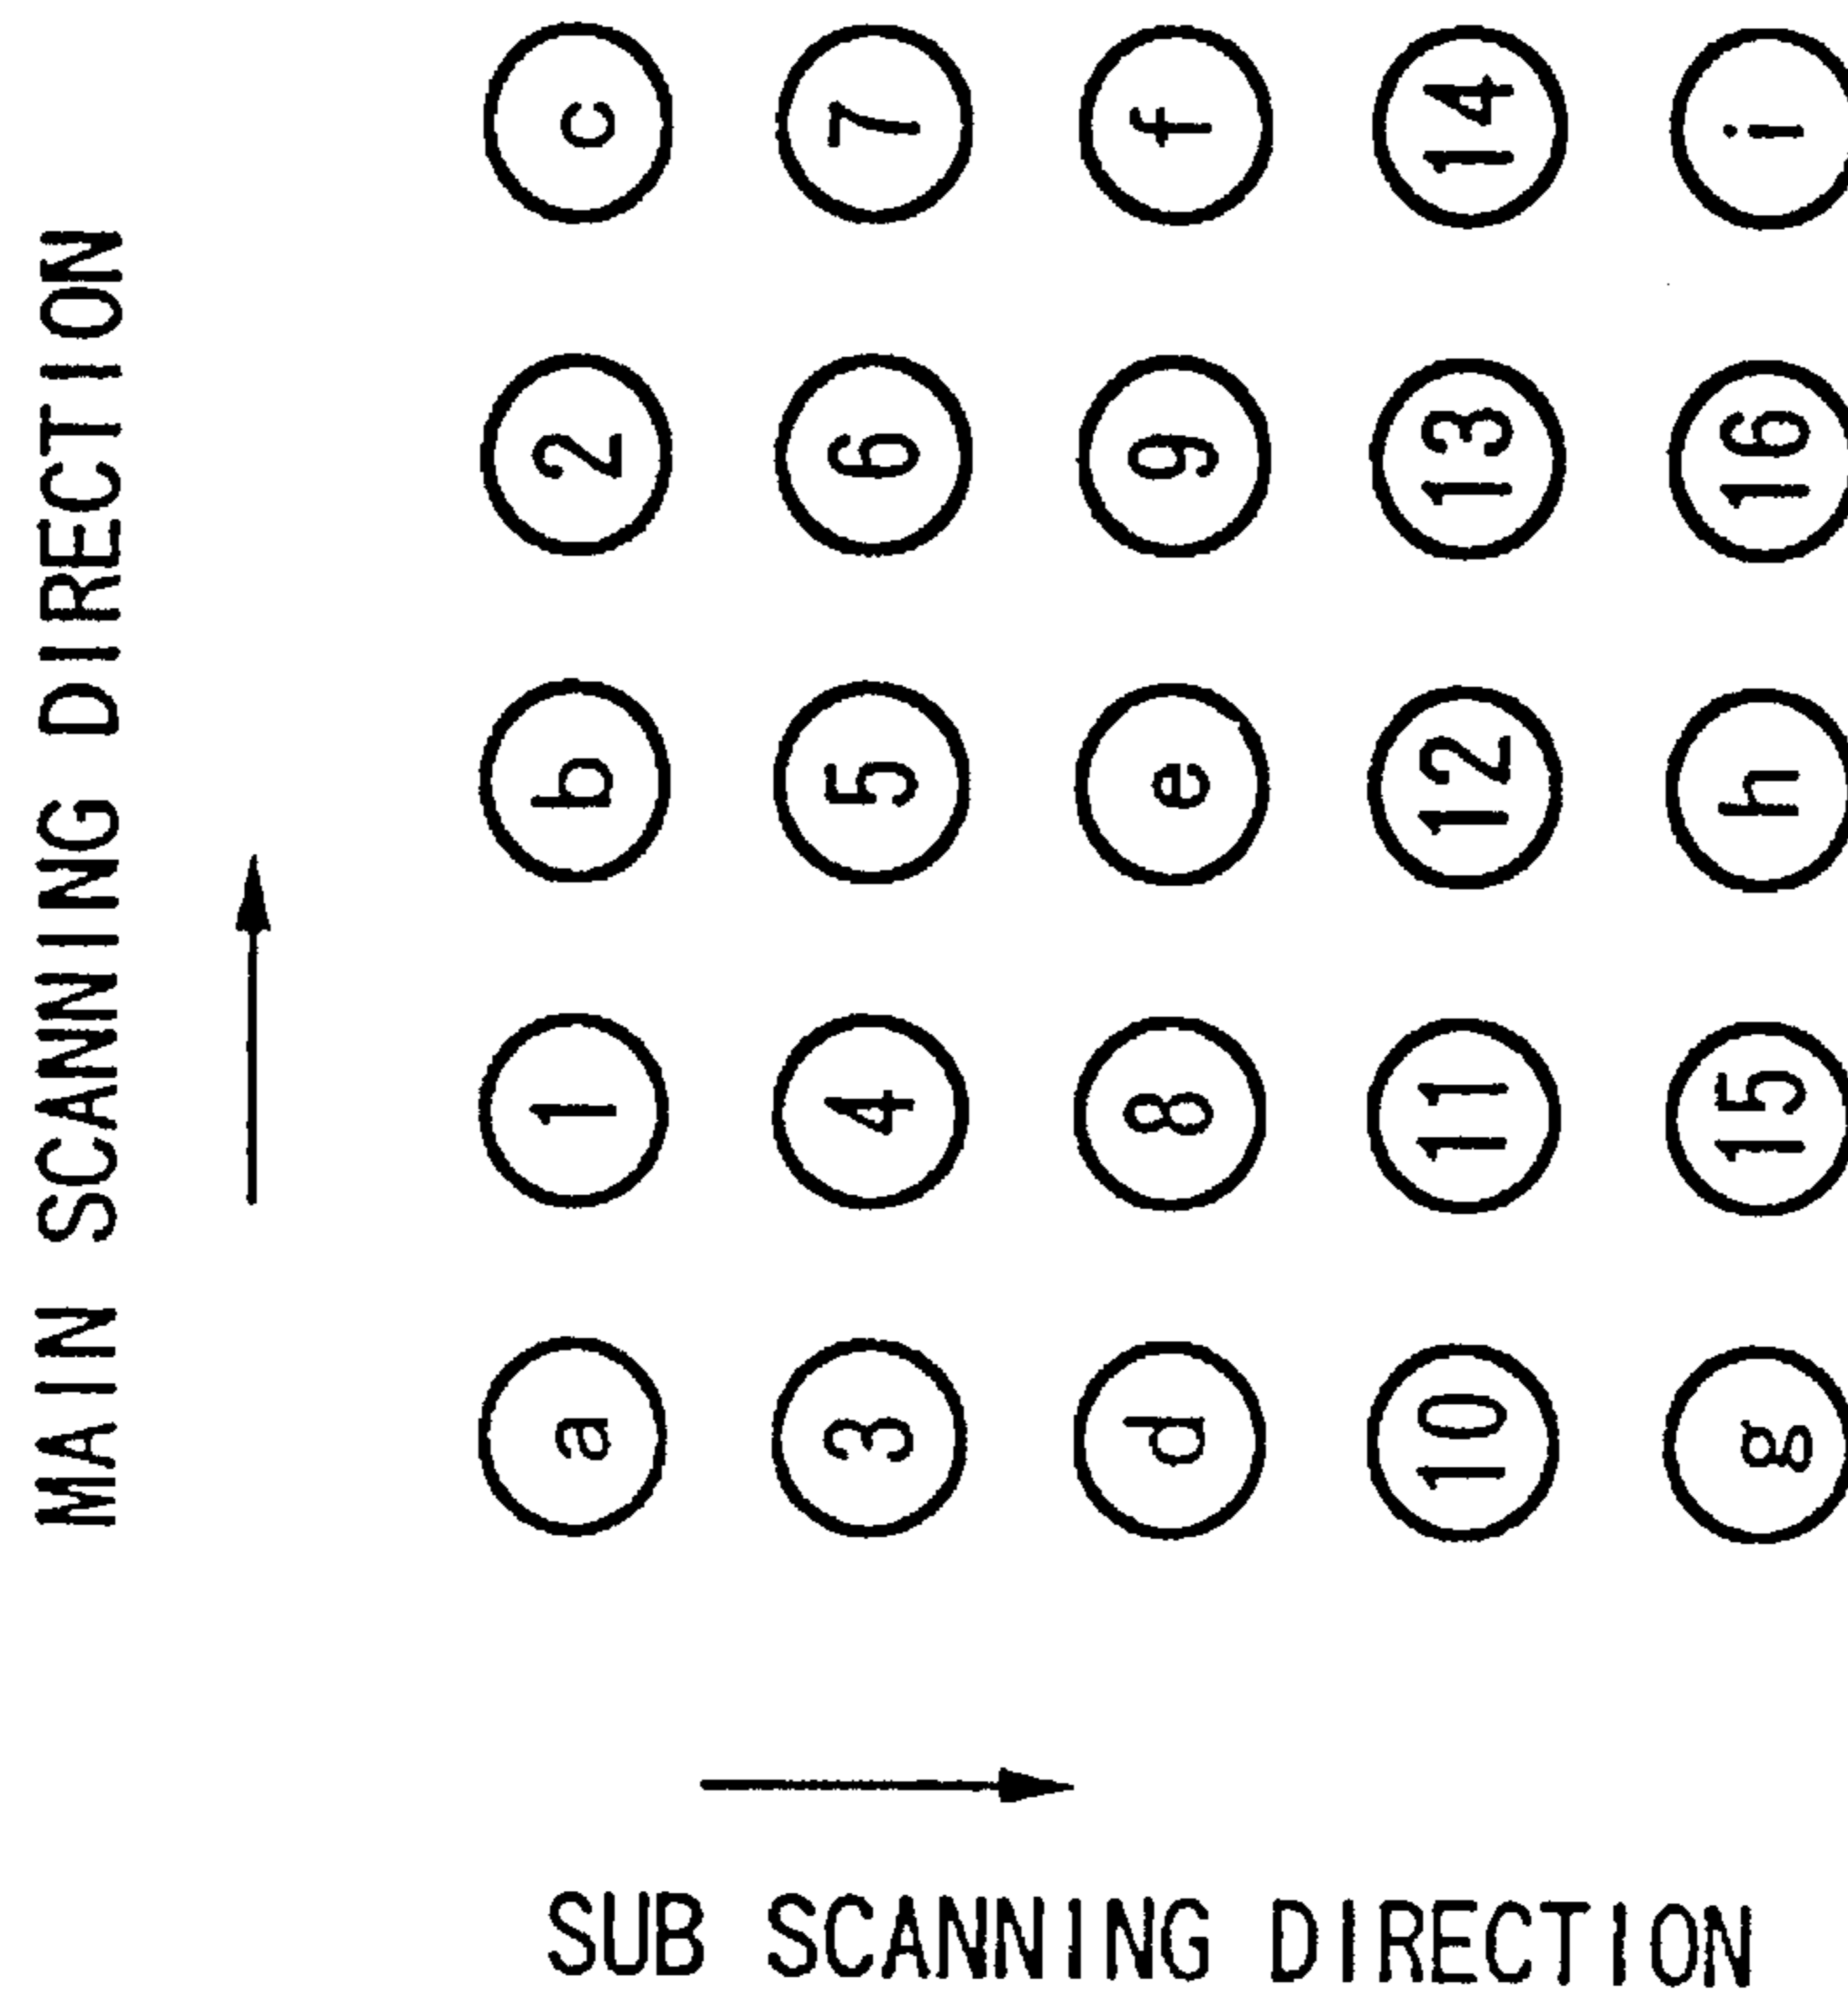 MAIN SCANNING DIRECTION
a 1 b 2 c
3 4 5 6 7
d 8 e 9 f
10 11 12 13 14
g 15 h 16 i
SUB SCANNING DIRECTION